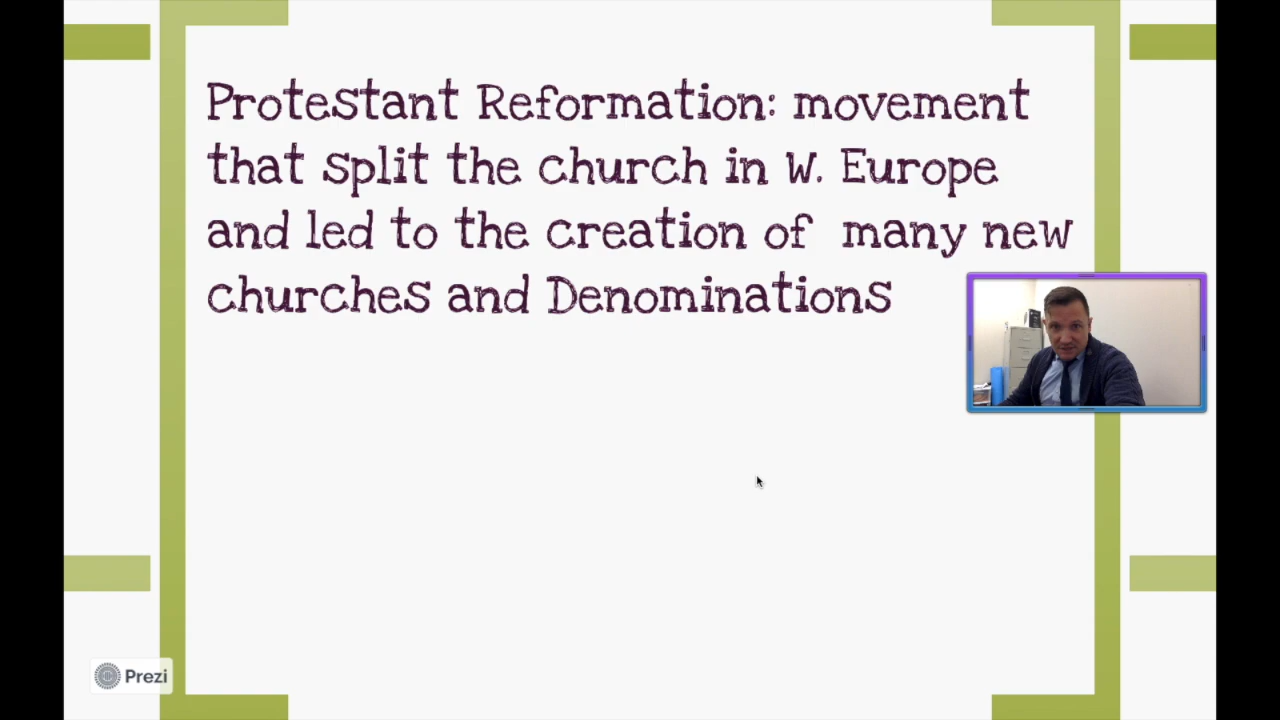 Protestant Reformation: movement
that split the church in W. Europe
and led to the creation of many new
churches and Denominations
Prezi